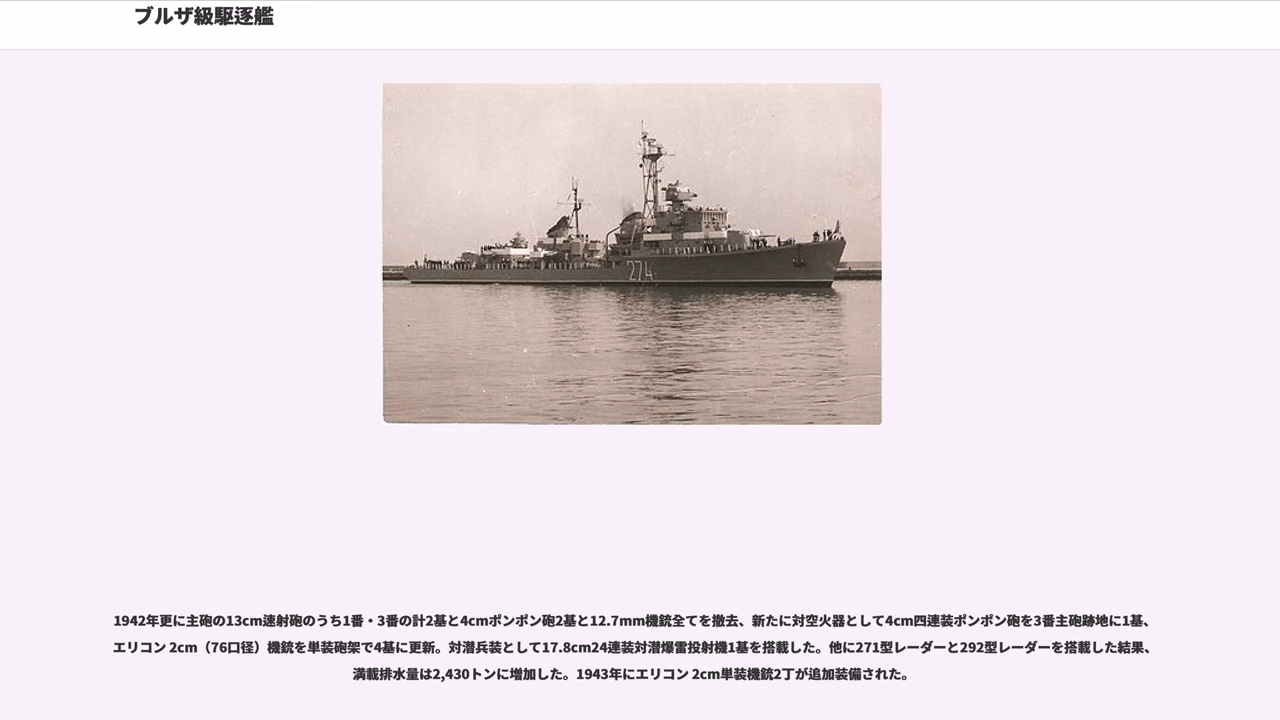 ブルザ級駆逐艦
274
1942年更に主砲の13cm速射砲のうち1番・3番の計2基と4cmポンポン砲2基と12.7mm機銃全てを撤去、新たに対空火器として4cm四連装ポンポン砲を3番主砲跡地に1基、
エリコン 2cm（76口径）機銃を単装砲架で4基に更新。対潜兵装として17.8cm24連装対潜爆雷投射機1基を搭載した。他に271型レーダーと292型レーダーを搭載した結果、
満載排水量は2,430トンに増加した。1943年にエリコン 2cm単装機銃2丁が追加装備された。